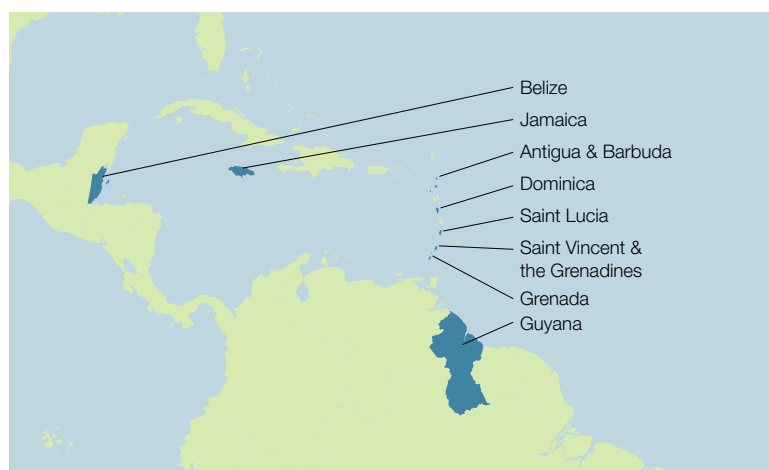 Belize
Jamaica
Antigua & Barbuda
Dominica
Saint Lucia
Saint Vincent &
the Grenadines
Grenada
Guyana